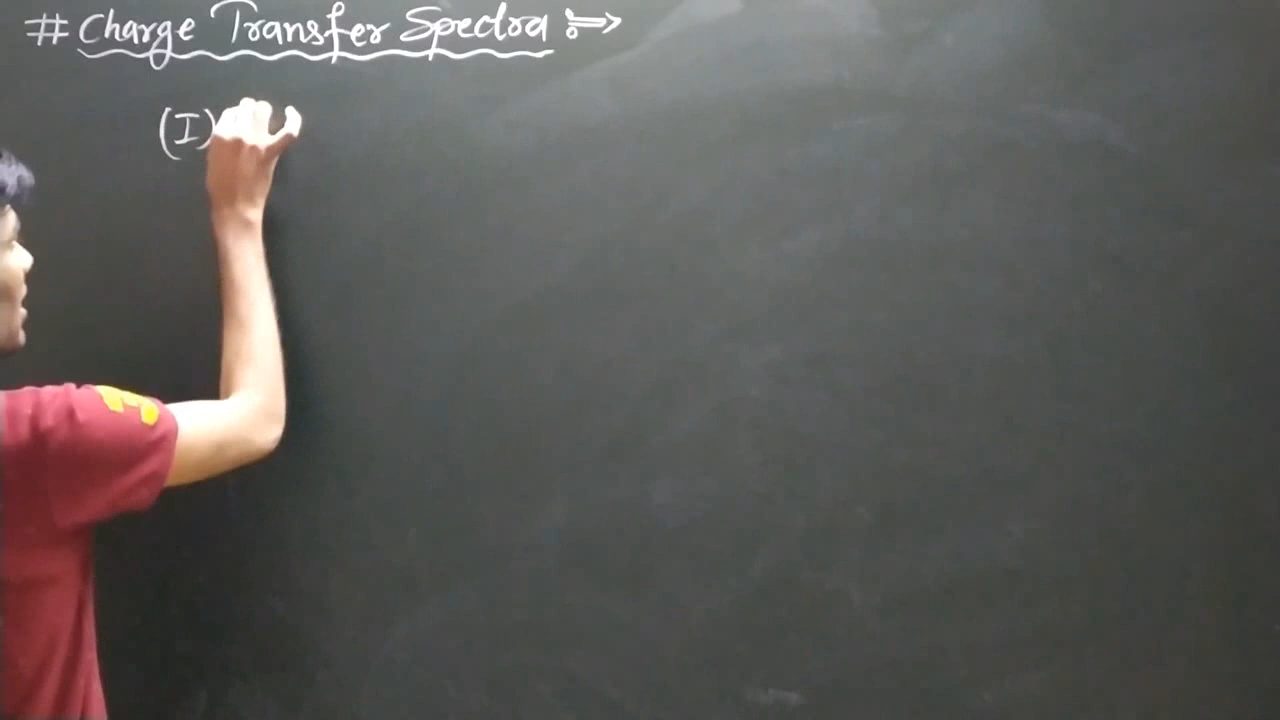 # Charge Transfer Spectra :⇒
(I)